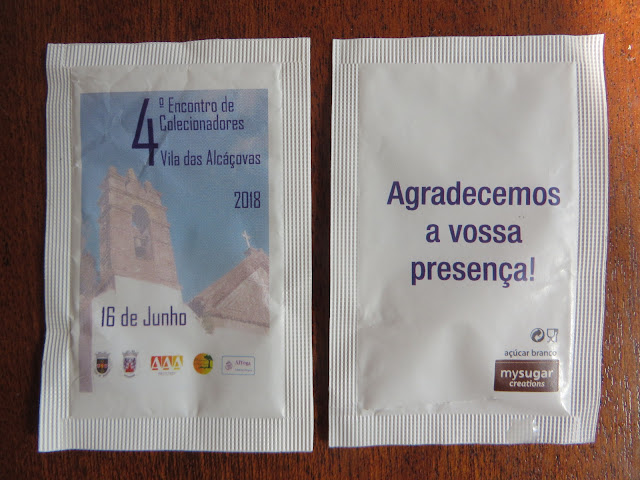 4º Encontro de
Colecionadores
Vila das Alcáçovas
2018
16 de Junho
Agradecemos
a vossa
presença!
açúcar branco
mysugar
creations